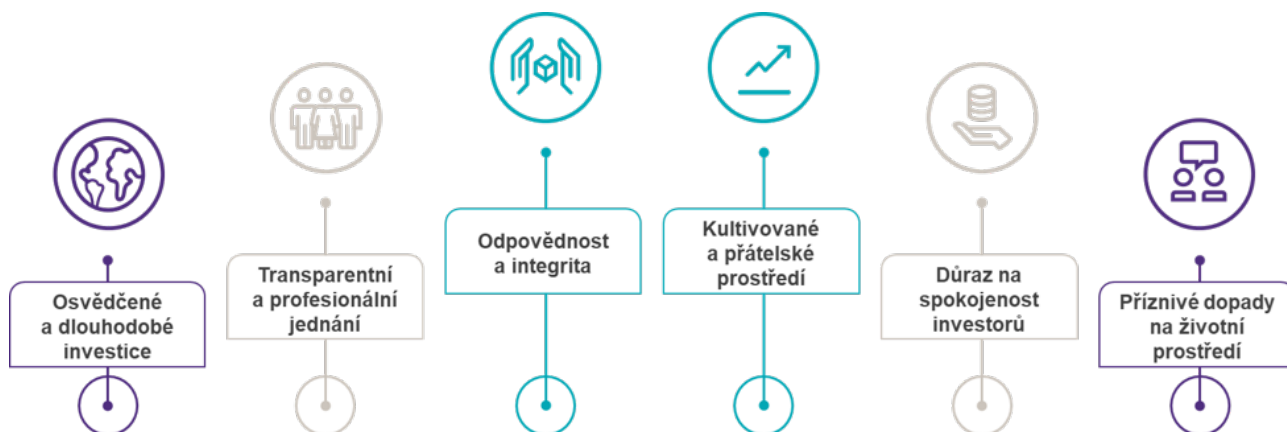 Osvědčené
a dlouhodobé
investice
Transparentní
a profesionální
jednání
Odpovědnost
a integrita
Kultivované
a přátelské
prostředí
Důraz na
spokojenost
investorů
Příznivé dopady
na životní
prostředí